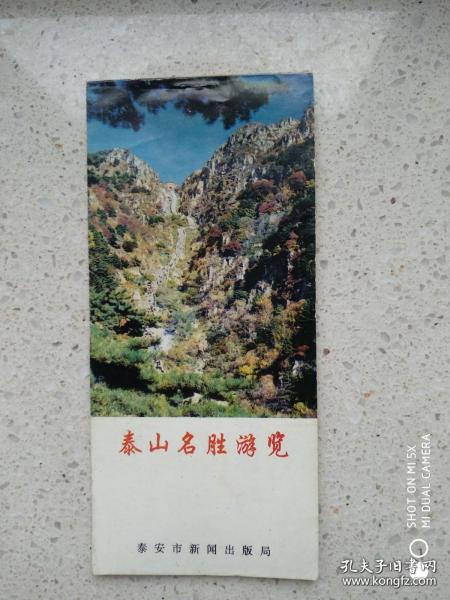 泰山名胜游览
泰安市新闻出版局
SHOT ON MI 5X
MI DUAL CAMERA
孔夫子旧书网
www.kongfz.com